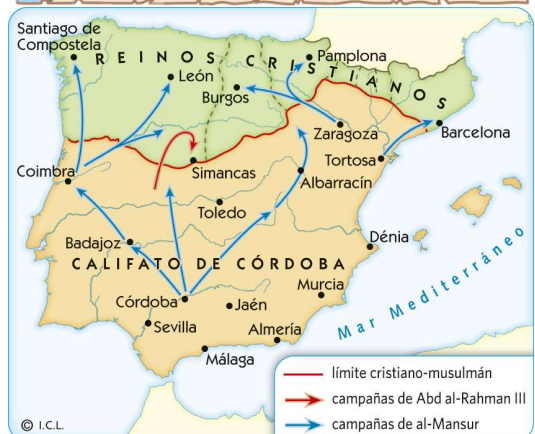 Santiago de
Compostela
REINOS CRISTIANOS
Pamplona
León
Burgos
Zaragoza
Barcelona
Tortosa
Simancas
Coimbra
Albarracín
Toledo
Badajoz
Dénia
CALIFATO DE CÓRDOBA
Mar Mediterráneo
Murcia
Córdoba
Jaén
Sevilla
Almería
Málaga
límite cristiano-musulmán
campañas de Abd al-Rahman III
campañas de al-Mansur
© I.C.L.